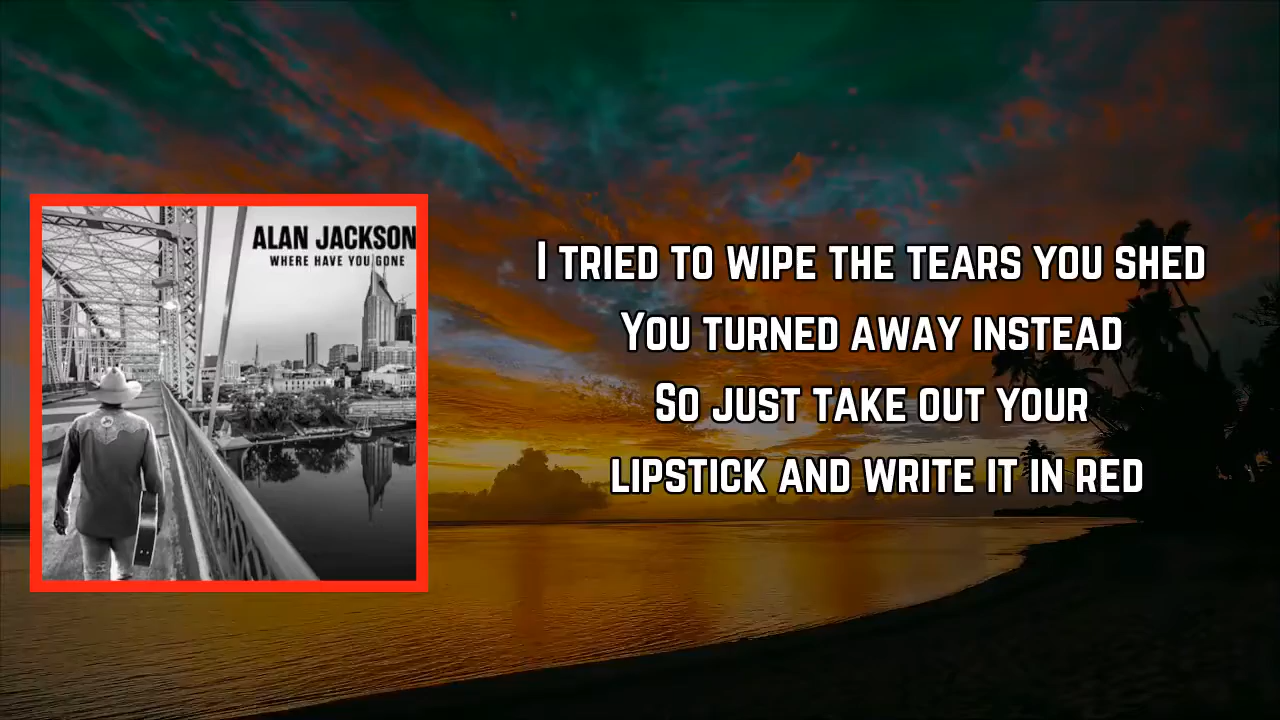 ALAN JACKSON
WHERE HAVE YOU GONE
I TRIED TO WIPE THE TEARS YOU SHED
YOU TURNED AWAY INSTEAD
SO JUST TAKE OUT YOUR
LIPSTICK AND WRITE IT IN RED